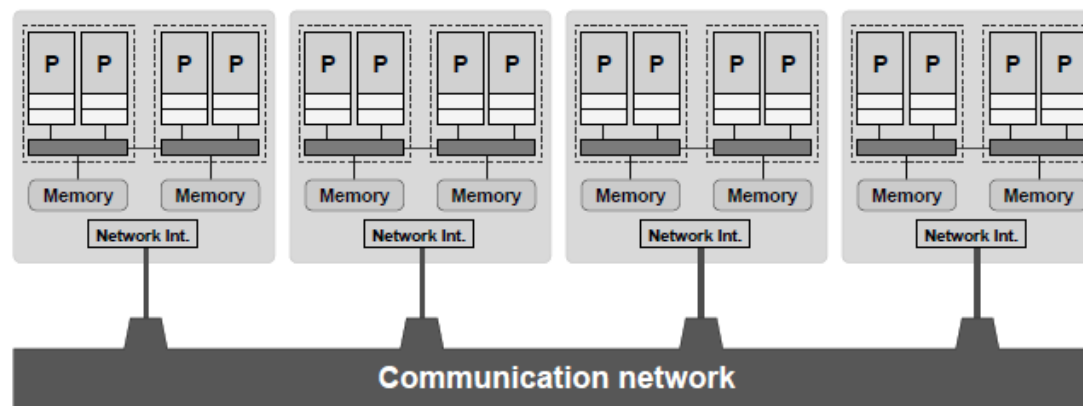 P P P P P P P P P P P P P P P P
Memory Memory Memory Memory Memory Memory Memory Memory
Network Int. Network Int. Network Int. Network Int.
Communication network